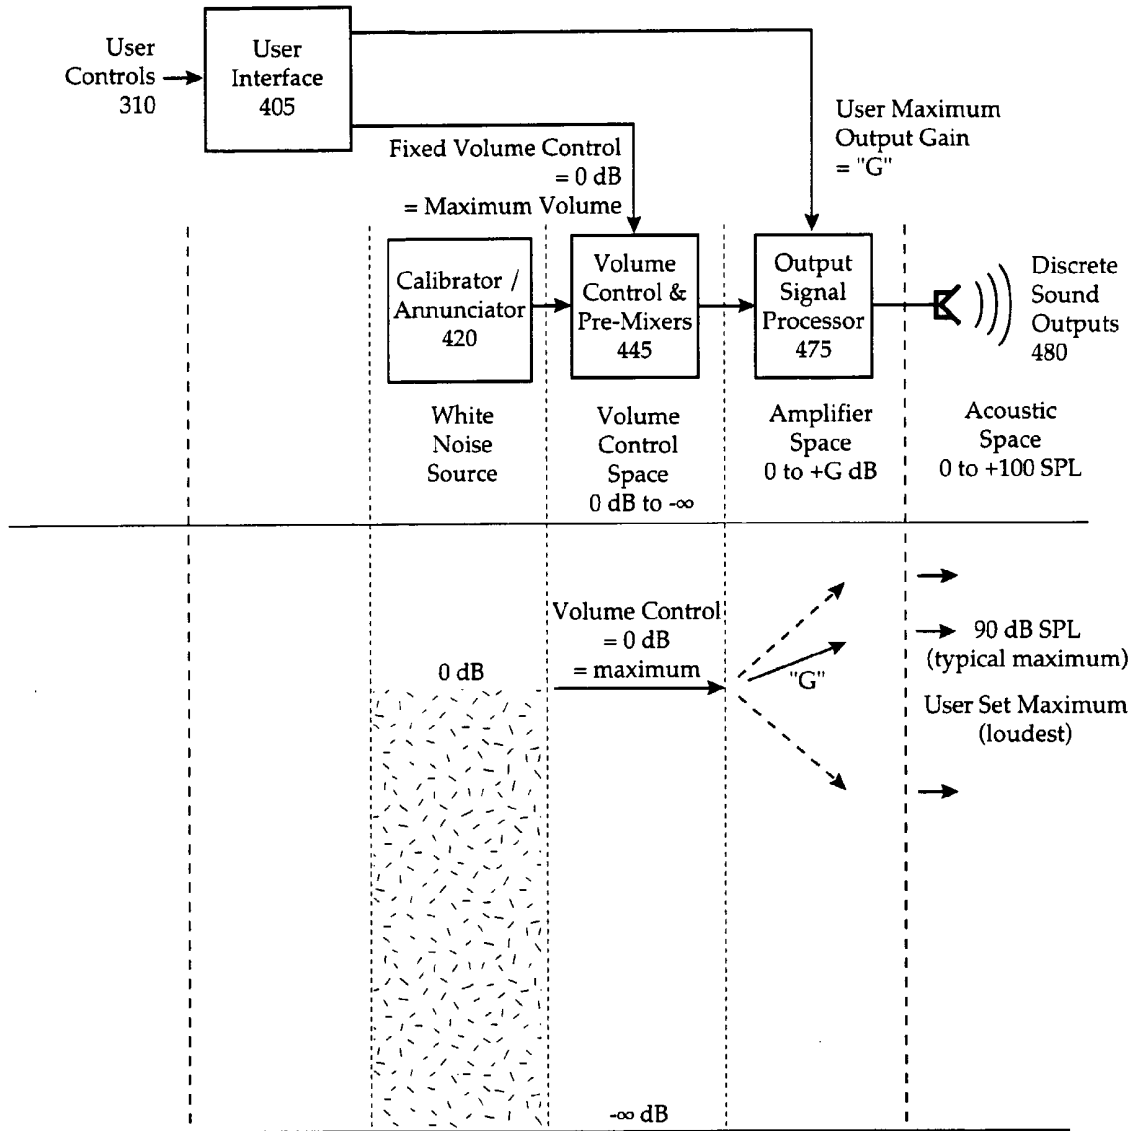 User
Controls
310
User
Interface
405
User Maximum
Output Gain
= "G"
Fixed Volume Control
= 0 dB
= Maximum Volume
Calibrator /
Annunciator
420
Volume
Control &
Pre-Mixers
445
Output
Signal
Processor
475
Discrete
Sound
Outputs
480
White
Noise
Source
Volume
Control
Space
0 dB to -∞
Amplifier
Space
0 to +G dB
Acoustic
Space
0 to +100 SPL
Volume Control
= 0 dB
= maximum
0 dB
"G"
90 dB SPL
(typical maximum)
User Set Maximum
(loudest)
-∞ dB